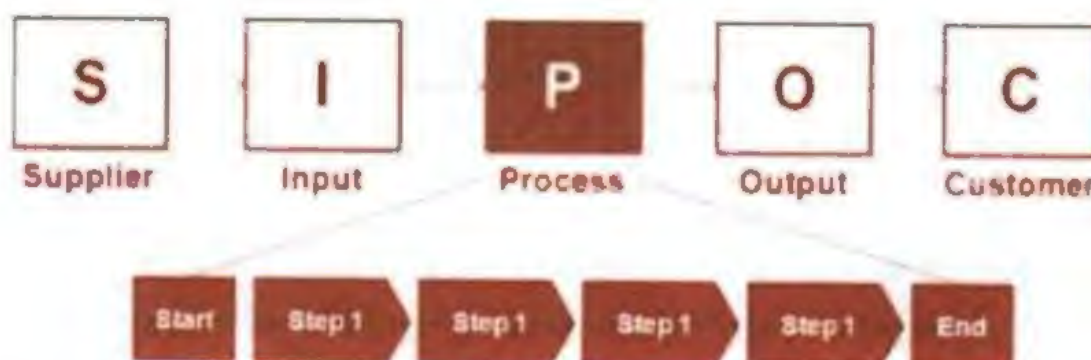 S I P O C
Supplier Input Process Output Customer
Start Step 1 Step 1 Step 1 Step 1 End